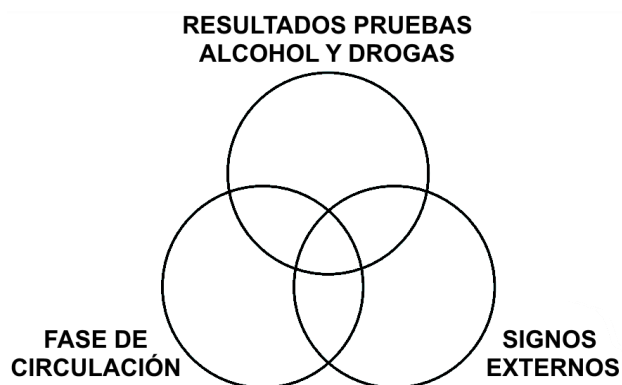 RESULTADOS PRUEBAS
ALCOHOL Y DROGAS
FASE DE
CIRCULACIÓN
SIGNOS
EXTERNOS